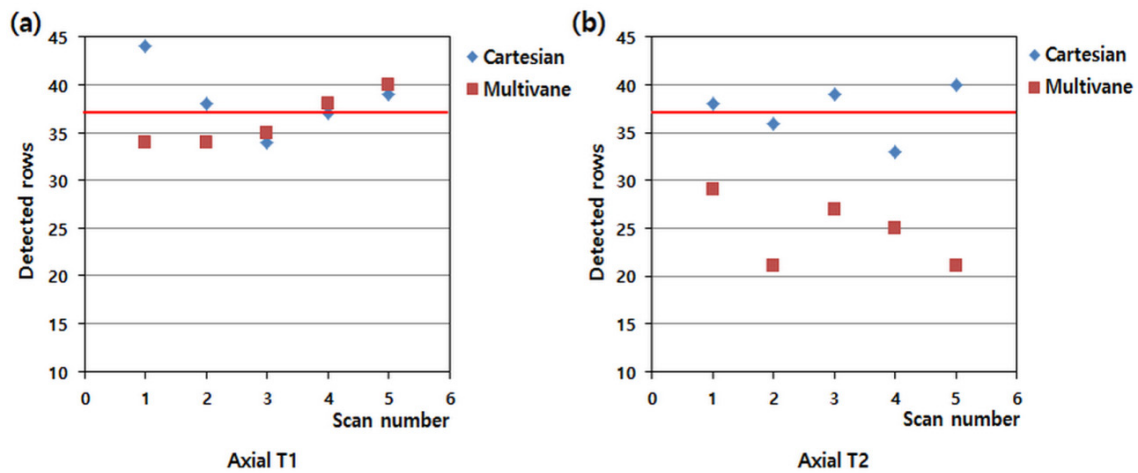 (a)
45
40
35
30
25
20
15
10
0 1 2 3 4 5 6
Detected rows
Scan number
Cartesian
Multivane
Axial T1
(b)
45
40
35
30
25
20
15
10
0 1 2 3 4 5 6
Detected rows
Scan number
Cartesian
Multivane
Axial T2